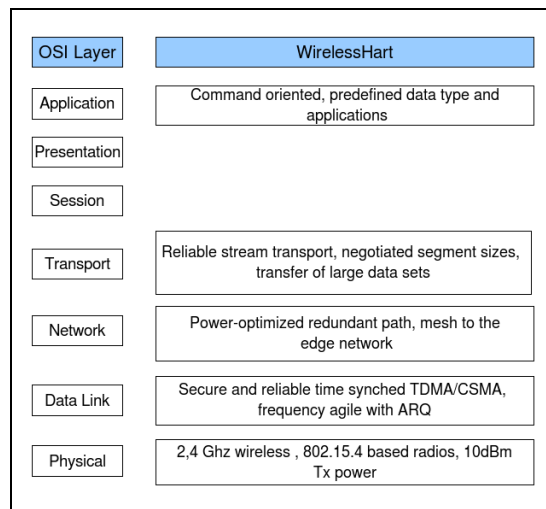 OSI Layer
WirelessHart
Application
Command oriented, predefined data type and
applications
Presentation
Session
Transport
Reliable stream transport, negotiated segment sizes,
transfer of large data sets
Network
Power-optimized redundant path, mesh to the
edge network
Data Link
Secure and reliable time synched TDMA/CSMA,
frequency agile with ARQ
Physical
2,4 Ghz wireless , 802.15.4 based radios, 10dBm
Tx power